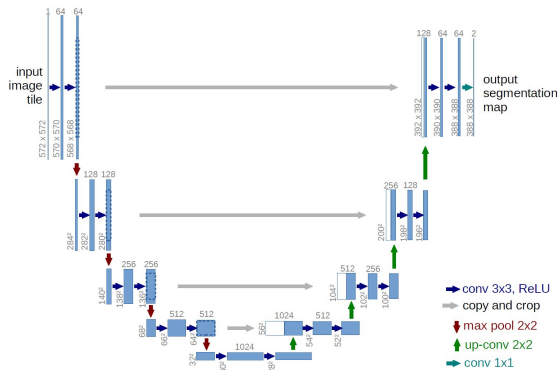 1 64 64
128 64 64 2
input
image
tile
output
segmentation
map
572 x 572
570 x 570
568 x 568
392 x 392
390 x 390
388 x 388
388 x 388
128 128
256 128
284²
282²
280²
200²
198²
196²
256 256
512 256
140²
138²
136²
104²
102²
100²
512 512
1024 512
68²
66²
64²
56²
54²
52²
1024
32²
28²
conv 3x3, ReLU
copy and crop
max pool 2x2
up-conv 2x2
conv 1x1